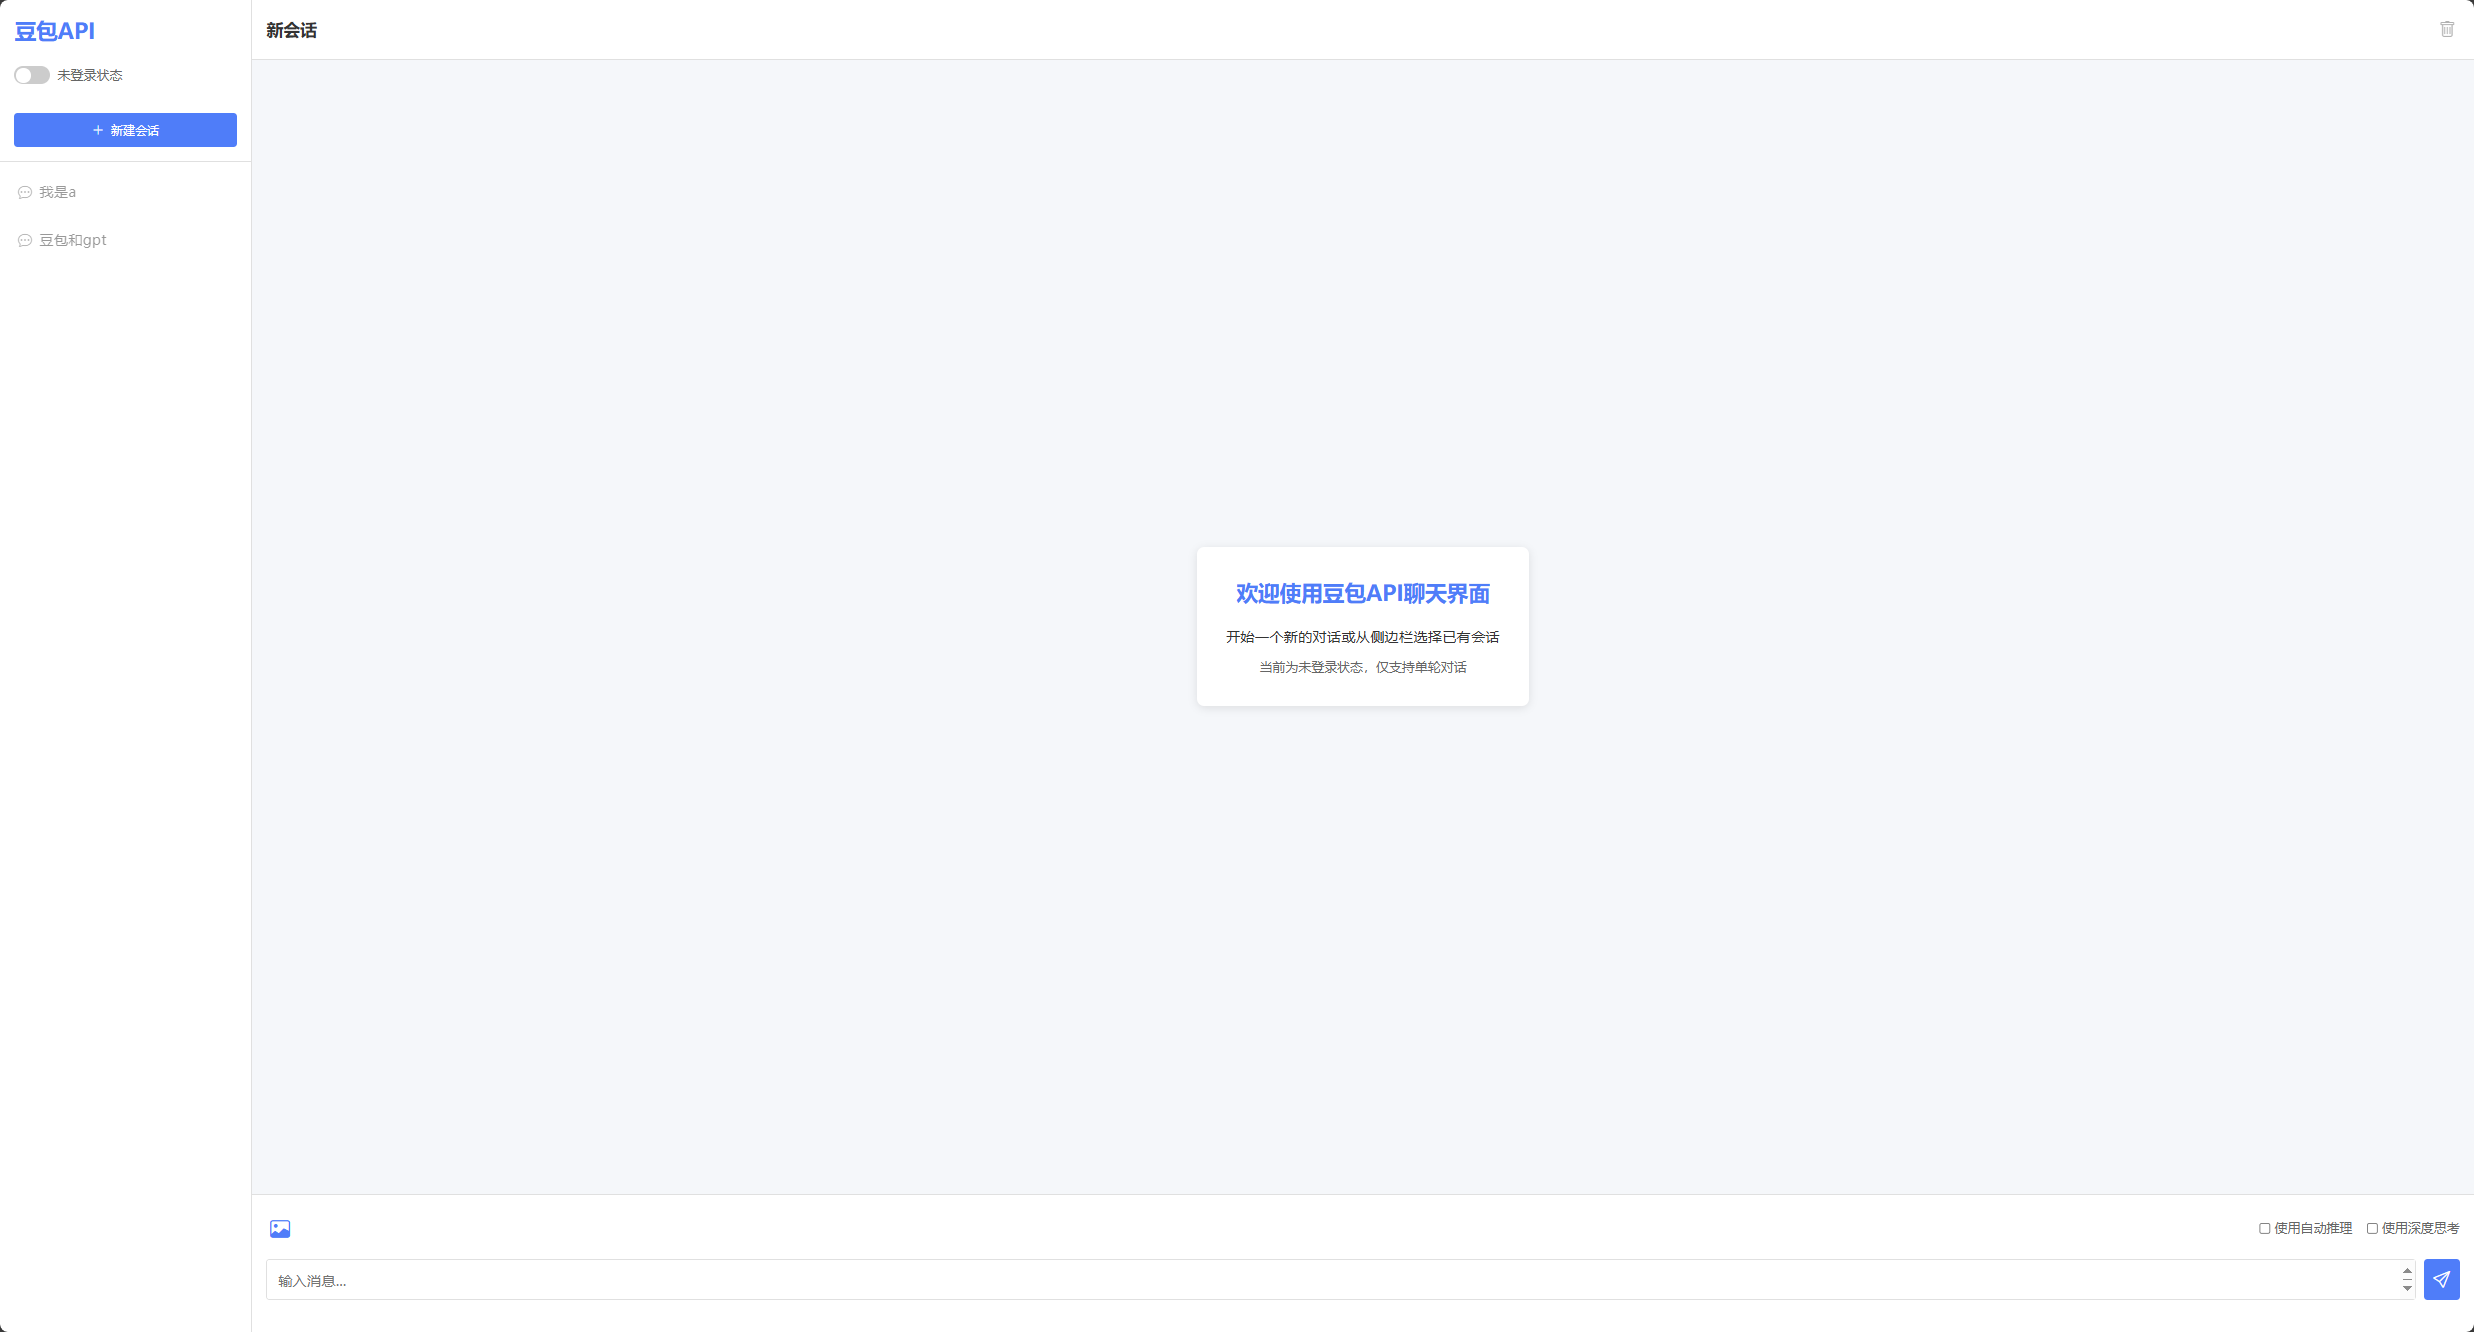 豆包API
未登录状态
新建会话
我是a
豆包和gpt
新会话
欢迎使用豆包API聊天界面
开始一个新的对话或从侧边栏选择已有会话
当前为未登录状态，仅支持单轮对话
使用自动推理
使用深度思考
输入消息...